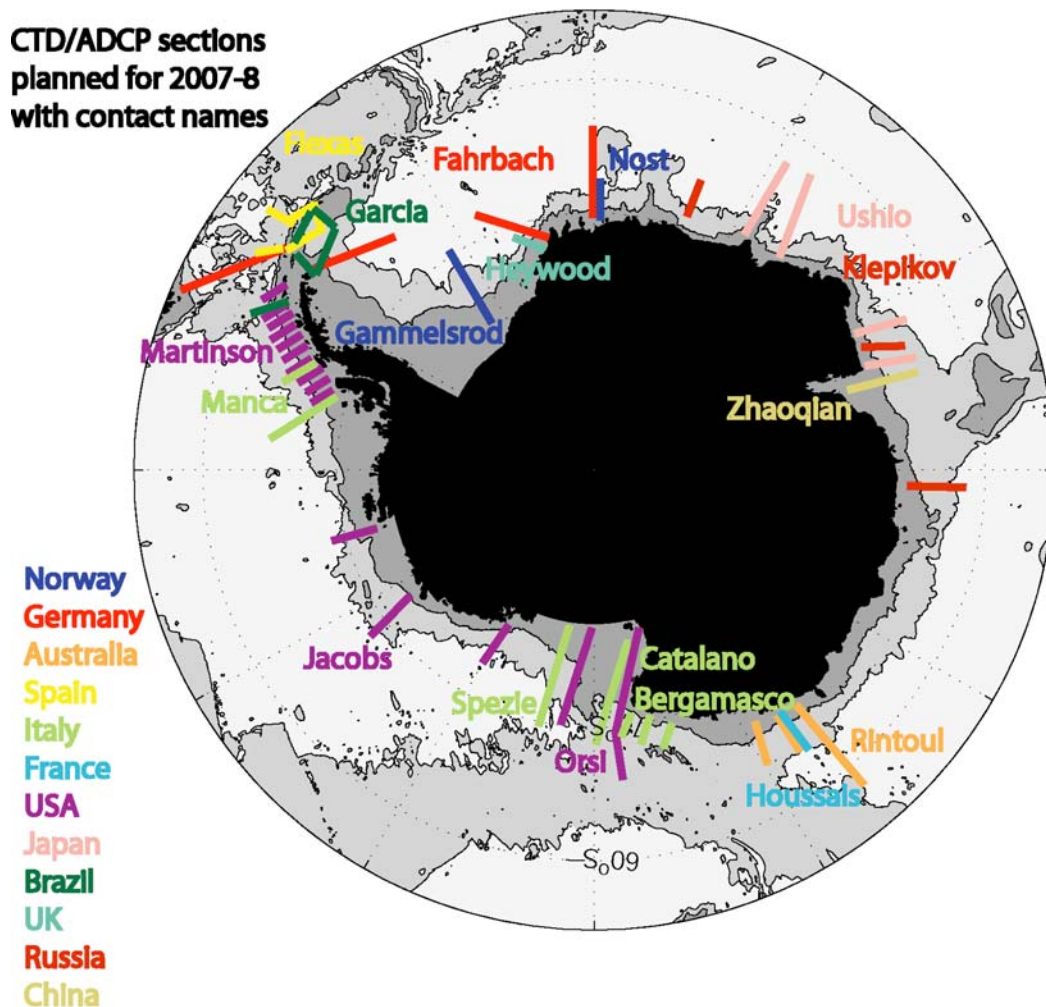 CTD/ADCP sections
planned for 2007-8
with contact names
Flexas
Fahrbach
Nost
Garcia
Ushio
Heywood
Klepikov
Gammelsrod
Martinson
Manca
Zhaoqian
Norway
Germany
Australia
Spain
Italy
France
USA
Japan
Brazil
UK
Russia
China
Jacobs
Catalano
Spezie
Bergamasco
Orsi
Rintoul
Houssais
60°S